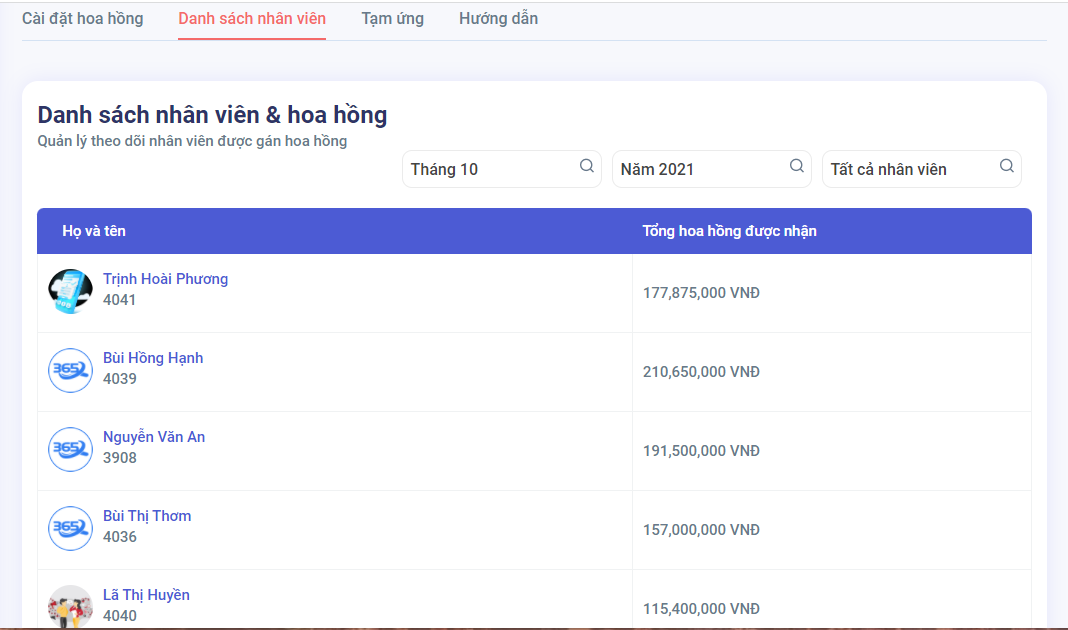 Cài đặt hoa hồng Danh sách nhân viên Tạm ứng Hướng dẫn
Danh sách nhân viên & hoa hồng
Quản lý theo dõi nhân viên được gán hoa hồng
Tháng 10 Năm 2021 Tất cả nhân viên
Họ và tên Tổng hoa hồng được nhận
Trịnh Hoài Phương
4041
177,875,000 VNĐ
365
Bùi Hồng Hạnh
4039
210,650,000 VNĐ
365
Nguyễn Văn An
3908
191,500,000 VNĐ
365
Bùi Thị Thơm
4036
157,000,000 VNĐ
Lã Thị Huyền
4040
115,400,000 VNĐ